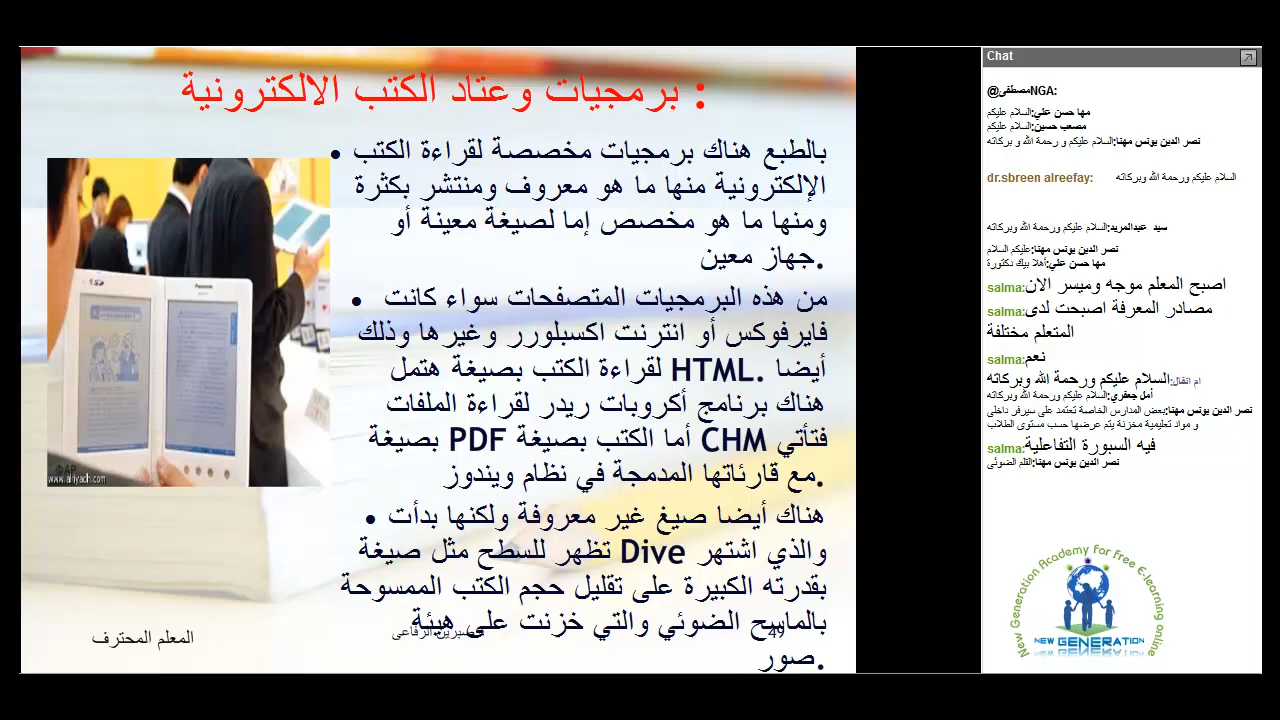 برمجيات وعتاد الكتب الالكترونية :
• بالطبع هناك برمجيات مخصصة لقراءة الكتب
الإلكترونية منها ما هو معروف ومنتشر بكثرة
ومنها ما هو مخصص إما لصيغة معينة أو
جهاز معين.
• من هذه البرمجيات المتصفحات سواء كانت
فايرفوكس أو انترنت اكسبلورر وغيرها وذلك
لقراءة الكتب بصيغة هتمل HTML. أيضا
هناك برنامج أكروبات ريدر لقراءة الملفات
بصيغة PDF أما الكتب بصيغة CHM فتأتي
مع قارئاتها المدمجة في نظام ويندوز.
• هناك أيضا صيغ غير معروفة ولكنها بدأت
تظهر للسطح مثل صيغة Dive والذي اشتهر
بقدرته الكبيرة على تقليل حجم الكتب الممسوحة
بالماسح الضوئي والتي خزنت على هيئة
صور.
Panasonic
www.alriyadh.com
49
المعلم المحترف
Chat
@مصطفىNGA:
مها حسن علي:السلام عليكم
مصعب حسين:السلام عليكم
نصر الدين يونس مهنا:السلام عليكم و رحمة الله و بركاته
dr.sbreen alreefay: السلام عليكم ورحمة الله وبركاته
سيد عبدالمريد:السلام عليكم ورحمة الله وبركاته
نصر الدين يونس مهنا:عليكم السلام
مها حسن علي:أهلا بيك دكتورة
salma:اصبح المعلم موجه وميسر الان
salma:مصادر المعرفة اصبحت لدى
المتعلم مختلفة
salma:نعم
ام انفال:السلام عليكم ورحمة الله وبركاته
أمل جعفري:السلام عليكم ورحمة الله وبركاته
نصر الدين يونس مهنا:بعض المدارس الخاصة تعتمد على سيرفر داخلى
و مواد تعليمية مخزنة يتم عرضها حسب مستوى الطلاب
salma:فيه السبورة التفاعلية
نصر الدين يونس مهنا:القلم الضوئى
New Generation Academy For Free E-learning online
NEW GENERATION